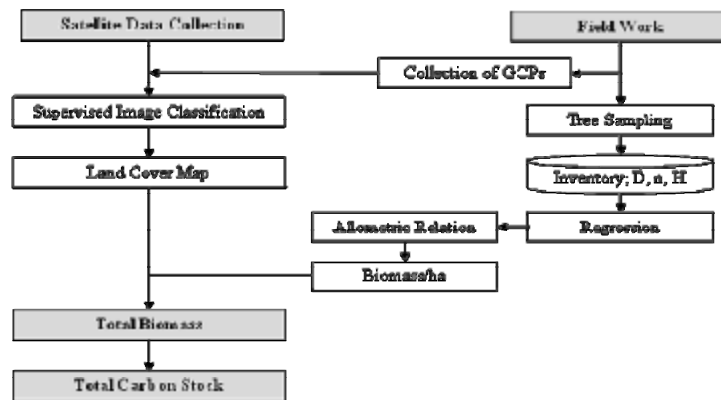 Satellite Data Collection
Field Work
Collection of GCPs
Supervised Image Classification
Tree Sampling
Land Cover Map
Inventory; D, n, H
Allometric Relation
Regression
Biomass/ha
Total Biomass
Total Carbon Stock